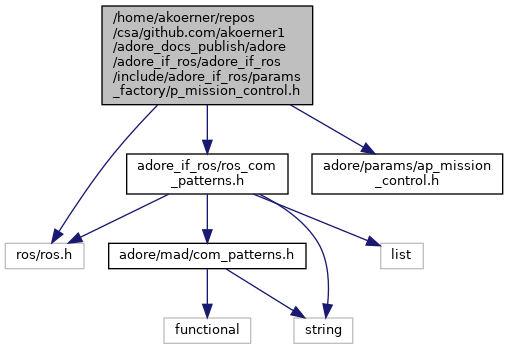 /home/akoerner/repos
/csa/github.com/akoerner1
/adore_docs_publish/adore
/adore_if_ros/adore_if_ros
/include/adore_if_ros/params
_factory/p_mission_control.h
adore_if_ros/ros_com
_patterns.h
adore/params/ap_mission
_control.h
ros/ros.h
adore/mad/com_patterns.h
list
functional
string